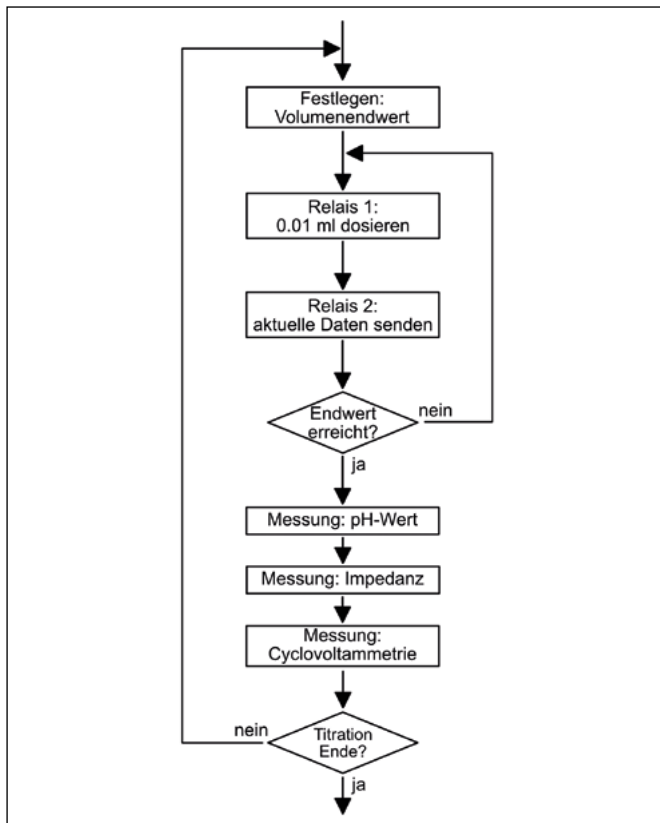 Festlegen:
Volumenendwert
Relais 1:
0.01 ml dosieren
Relais 2:
aktuelle Daten senden
Endwert
erreicht?
nein
ja
Messung: pH-Wert
Messung: Impedanz
Messung:
Cyclovoltammetrie
nein
Titration
Ende?
ja